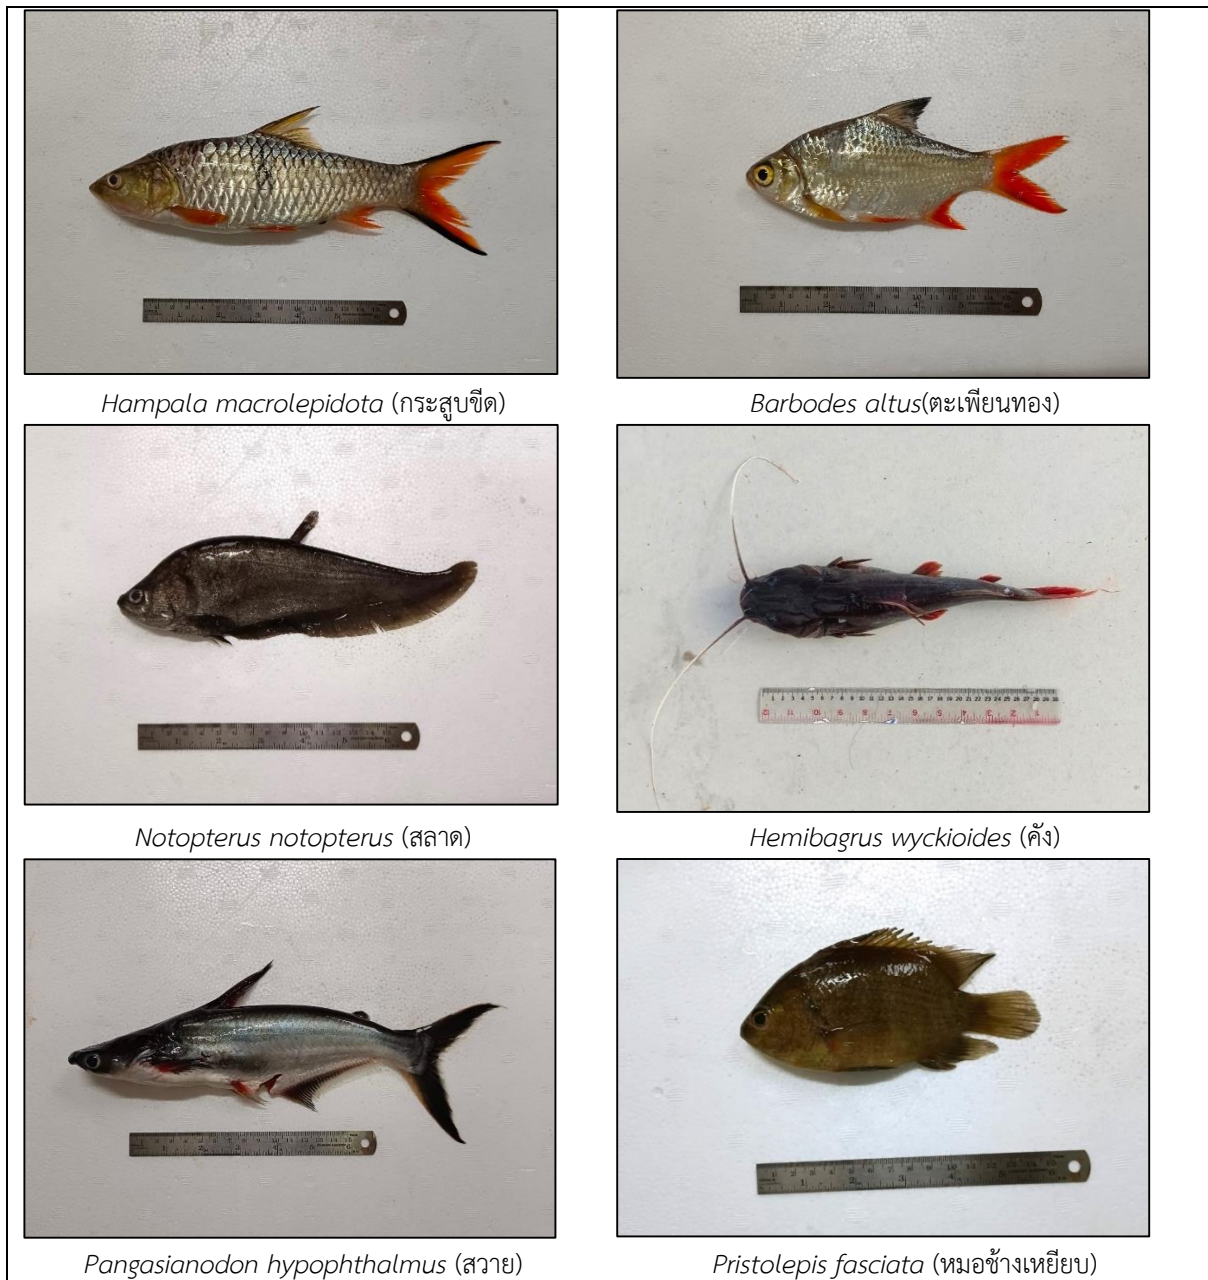 Hampala macrolepidota (กระสูบขีด)
Barbodes altus(ตะเพียนทอง)
Notopterus notopterus (สลาด)
Hemibagrus wyckioides (คัง)
Pangasianodon hypophthalmus (สวาย)
Pristolepis fasciata (หมอช้างเหยียบ)